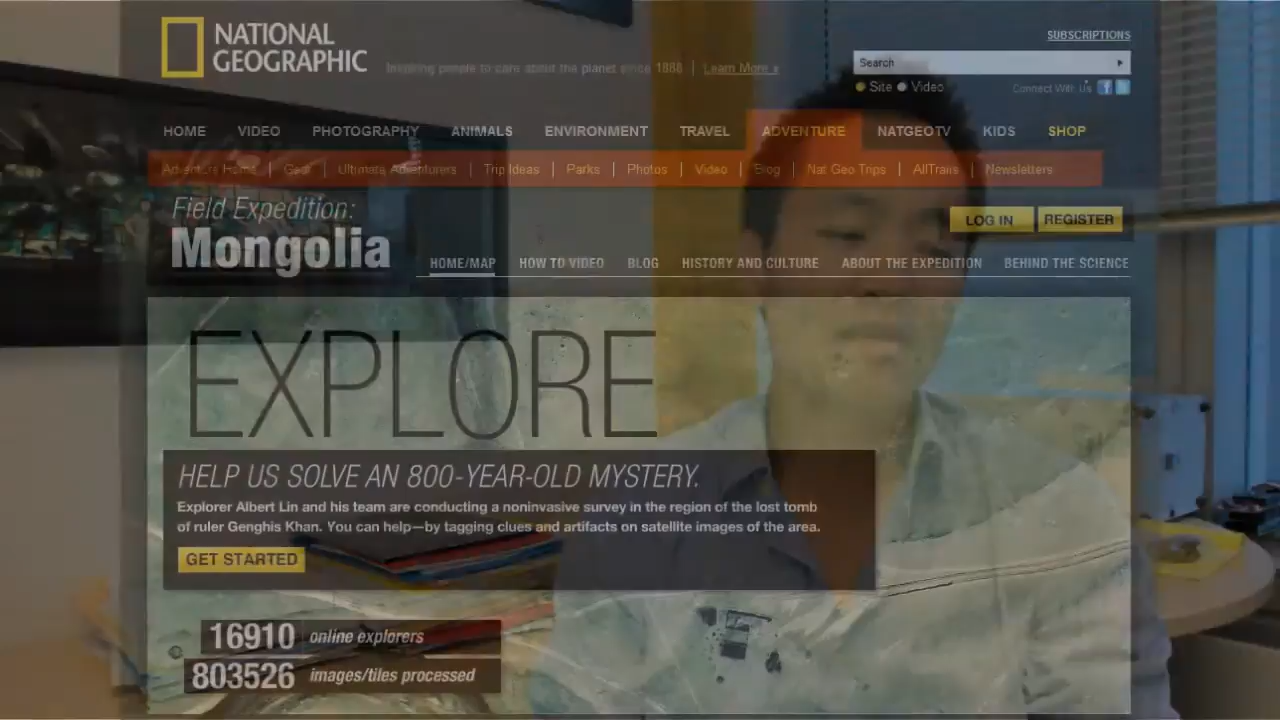 NATIONAL
GEOGRAPHIC
Inspiring people to care about the planet since 1888 | Learn More »
SUBSCRIPTIONS
Search
Site Video
Connect With Us
HOME VIDEO PHOTOGRAPHY ANIMALS ENVIRONMENT TRAVEL ADVENTURE NATGEOTV KIDS SHOP
Adventure Home | Gear | Ultimate Adventurers | Trip Ideas | Parks | Photos | Video | Blog | Nat Geo Trips | AllTrails | Newsletters
Field Expedition:
Mongolia
LOG IN REGISTER
HOME/MAP HOW TO VIDEO BLOG HISTORY AND CULTURE ABOUT THE EXPEDITION BEHIND THE SCIENCE
EXPLORE
HELP US SOLVE AN 800-YEAR-OLD MYSTERY.
Explorer Albert Lin and his team are conducting a noninvasive survey in the region of the lost tomb
of ruler Genghis Khan. You can help—by tagging clues and artifacts on satellite images of the area.
GET STARTED
16910 online explorers
803526 images/tiles processed